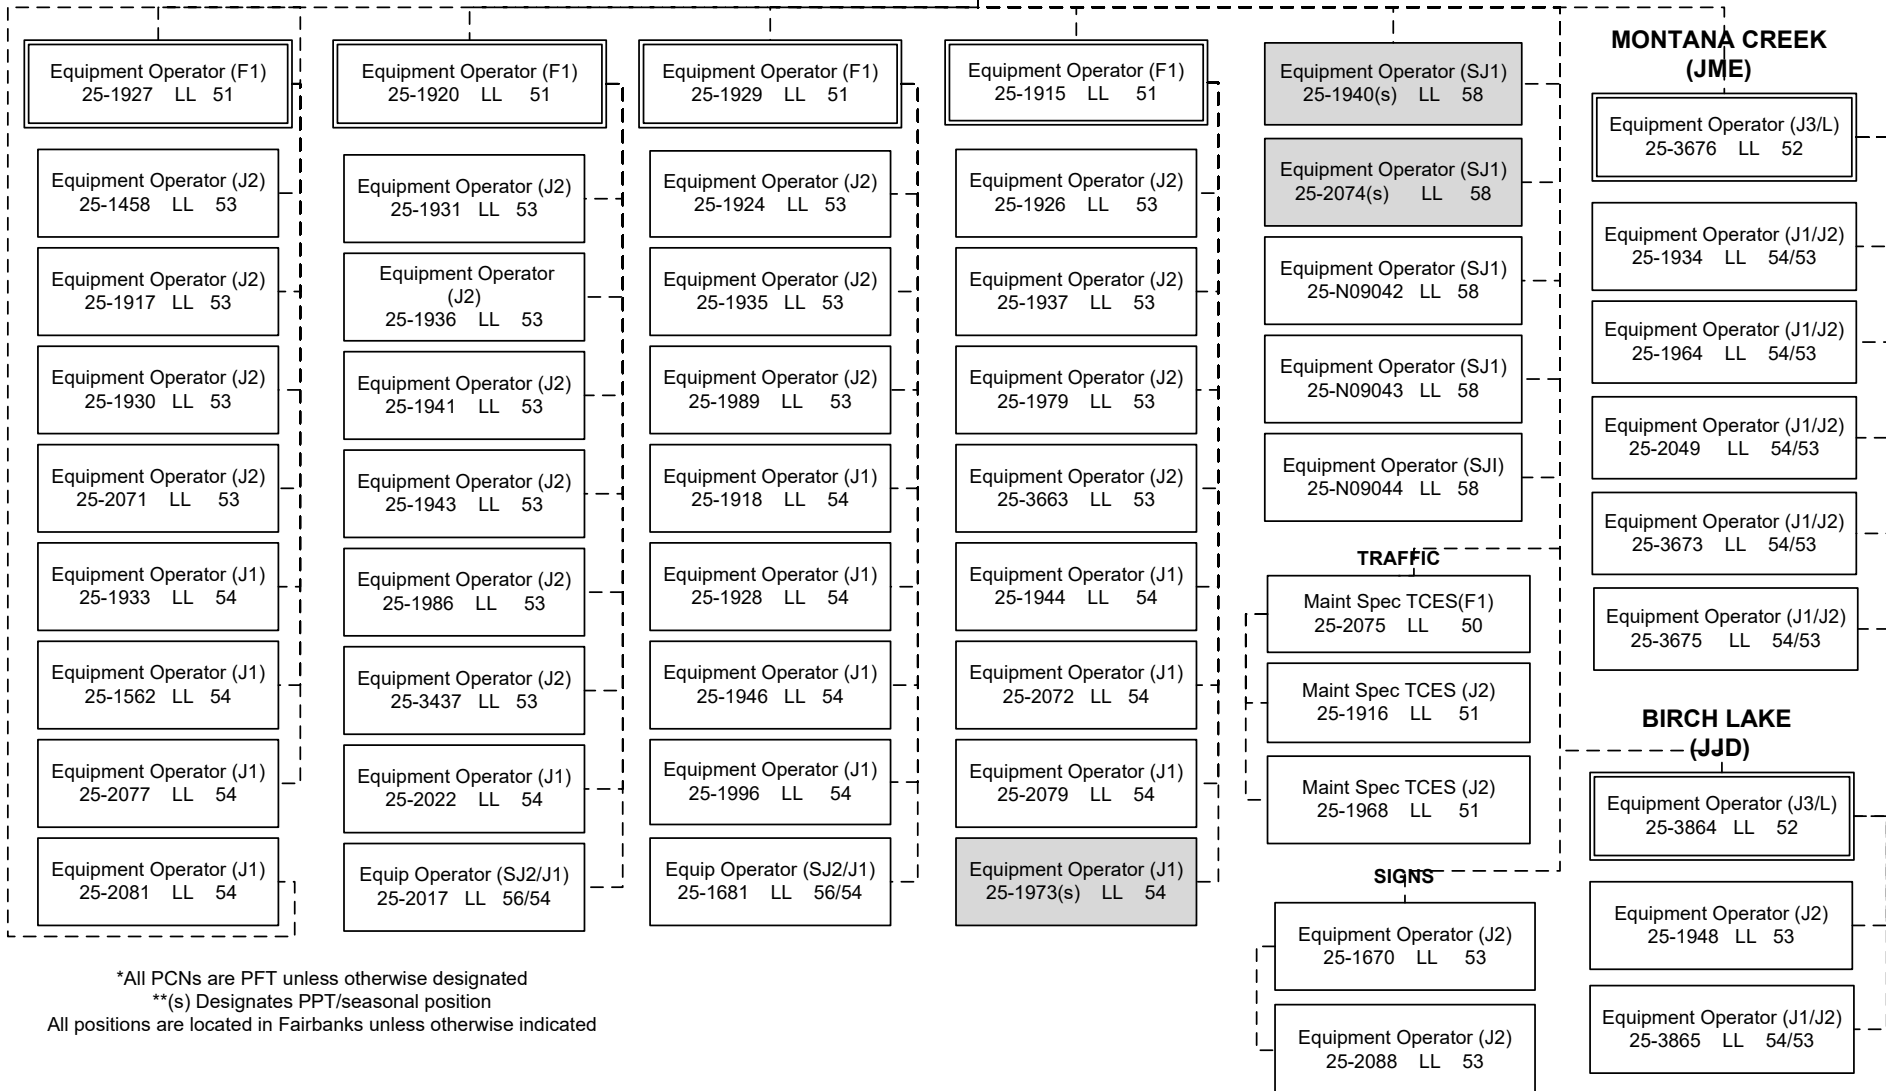 Equipment Operator (F1)
25-1927 LL 51
Equipment Operator (J2)
25-1458 LL 53
Equipment Operator (J2)
25-1917 LL 53
Equipment Operator (J2)
25-1930 LL 53
Equipment Operator (J2)
25-2071 LL 53
Equipment Operator (J1)
25-1933 LL 54
Equipment Operator (J1)
25-1562 LL 54
Equipment Operator (J1)
25-2077 LL 54
Equipment Operator (J1)
25-2081 LL 54
Equipment Operator (F1)
25-1920 LL 51
Equipment Operator (J2)
25-1931 LL 53
Equipment Operator
(J2)
25-1936 LL 53
Equipment Operator (J2)
25-1941 LL 53
Equipment Operator (J2)
25-1943 LL 53
Equipment Operator (J2)
25-1986 LL 53
Equipment Operator (J2)
25-3437 LL 53
Equipment Operator (J1)
25-2022 LL 54
Equip Operator (SJ2/J1)
25-2017 LL 56/54
Equipment Operator (F1)
25-1929 LL 51
Equipment Operator (J2)
25-1924 LL 53
Equipment Operator (J2)
25-1935 LL 53
Equipment Operator (J2)
25-1989 LL 53
Equipment Operator (J1)
25-1918 LL 54
Equipment Operator (J1)
25-1928 LL 54
Equipment Operator (J1)
25-1946 LL 54
Equipment Operator (J1)
25-1996 LL 54
Equip Operator (SJ2/J1)
25-1681 LL 56/54
Equipment Operator (F1)
25-1915 LL 51
Equipment Operator (J2)
25-1926 LL 53
Equipment Operator (J2)
25-1937 LL 53
Equipment Operator (J2)
25-1979 LL 53
Equipment Operator (J2)
25-3663 LL 53
Equipment Operator (J1)
25-1944 LL 54
Equipment Operator (J1)
25-2072 LL 54
Equipment Operator (J1)
25-2079 LL 54
Equipment Operator (J1)
25-1973(s) LL 54
Equipment Operator (SJ1)
25-1940(s) LL 58
Equipment Operator (SJ1)
25-2074(s) LL 58
Equipment Operator (SJ1)
25-N09042 LL 58
Equipment Operator (SJ1)
25-N09043 LL 58
Equipment Operator (SJI)
25-N09044 LL 58
TRAFFIC
Maint Spec TCES(F1)
25-2075 LL 50
Maint Spec TCES (J2)
25-1916 LL 51
Maint Spec TCES (J2)
25-1968 LL 51
SIGNS
Equipment Operator (J2)
25-1670 LL 53
Equipment Operator (J2)
25-2088 LL 53
MONTANA CREEK
(JME)
Equipment Operator (J3/L)
25-3676 LL 52
Equipment Operator (J1/J2)
25-1934 LL 54/53
Equipment Operator (J1/J2)
25-1964 LL 54/53
Equipment Operator (J1/J2)
25-2049 LL 54/53
Equipment Operator (J1/J2)
25-3673 LL 54/53
Equipment Operator (J1/J2)
25-3675 LL 54/53
BIRCH LAKE
(JJD)
Equipment Operator (J3/L)
25-3864 LL 52
Equipment Operator (J2)
25-1948 LL 53
Equipment Operator (J1/J2)
25-3865 LL 54/53
*All PCNs are PFT unless otherwise designated
**(s) Designates PPT/seasonal position
All positions are located in Fairbanks unless otherwise indicated